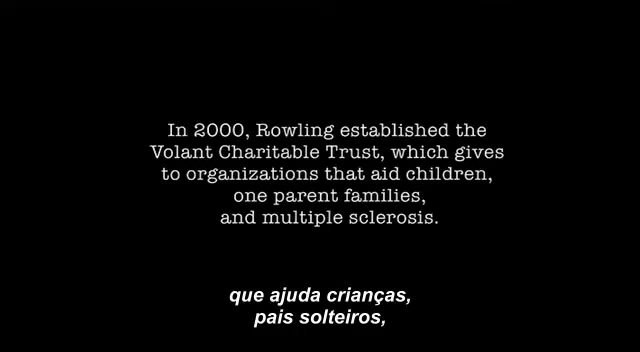 In 2000, Rowling established the
Volant Charitable Trust, which gives
to organizations that aid children,
one parent families,
and multiple sclerosis.
que ajuda crianças,
pais solteiros,